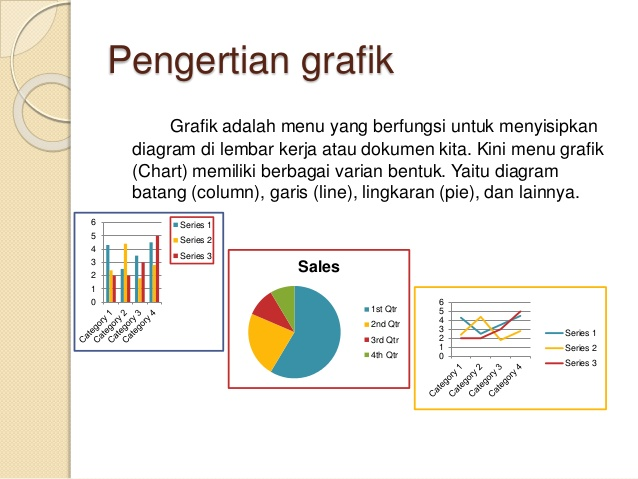 Pengertian grafik
Grafik adalah menu yang berfungsi untuk menyisipkan
diagram di lembar kerja atau dokumen kita. Kini menu grafik
(Chart) memiliki berbagai varian bentuk. Yaitu diagram
batang (column), garis (line), lingkaran (pie), dan lainnya.
6
5
4
3
2
1
0
Category 1
Category 2
Category 3
Category 4
Series 1
Series 2
Series 3
Sales
1st Qtr
2nd Qtr
3rd Qtr
4th Qtr
6
5
4
3
2
1
0
Category 1
Category 2
Category 3
Category 4
Series 1
Series 2
Series 3